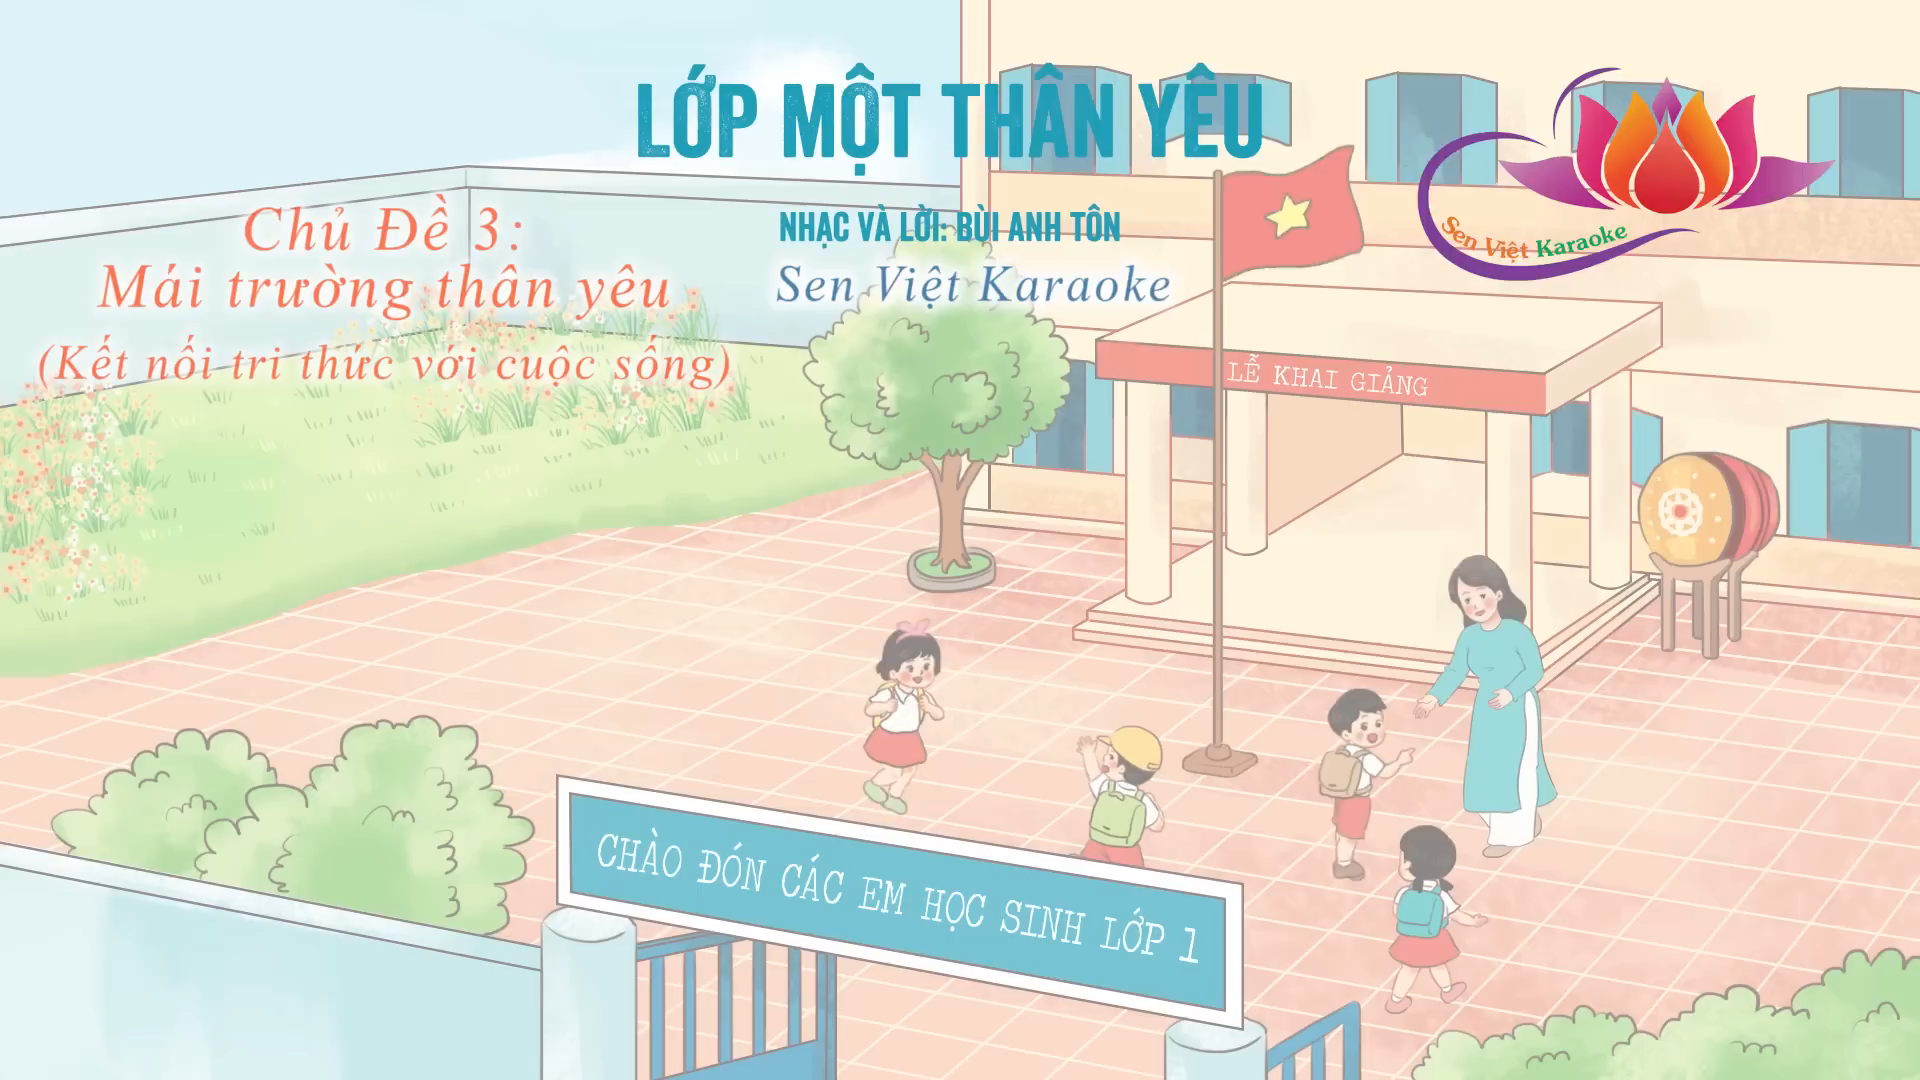 LỚP MỘT THÂN YÊU
Chủ Đề 3:
Mái trường thân yêu
(Kết nối tri thức với cuộc sống)
NHẠC VÀ LỜI: BÙI ANH TÔN
Sen Việt Karaoke
Sen Việt Karaoke
LỄ KHAI GIẢNG
CHÀO ĐÓN CÁC EM HỌC SINH LỚP 1